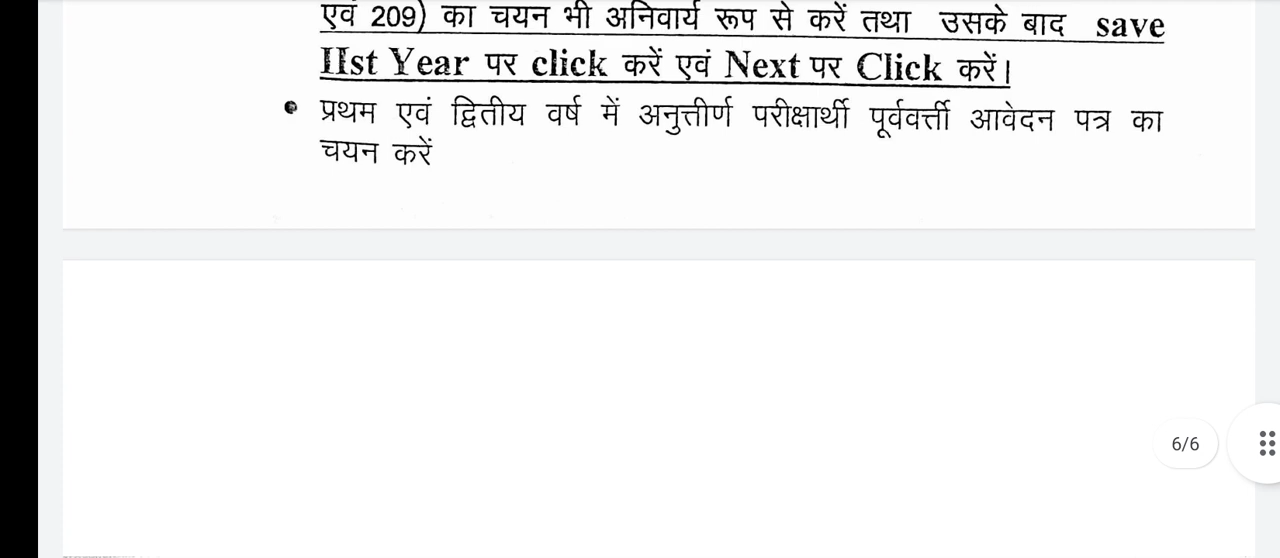 एवं 209) का चयन भी अनिवार्य रूप से करें तथा उसके बाद save
IIst Year पर click करें एवं Next पर Click करें।
• प्रथम एवं द्वितीय वर्ष में अनुत्तीर्ण परीक्षार्थी पूर्ववर्त्ती आवेदन पत्र का
चयन करें
6/6